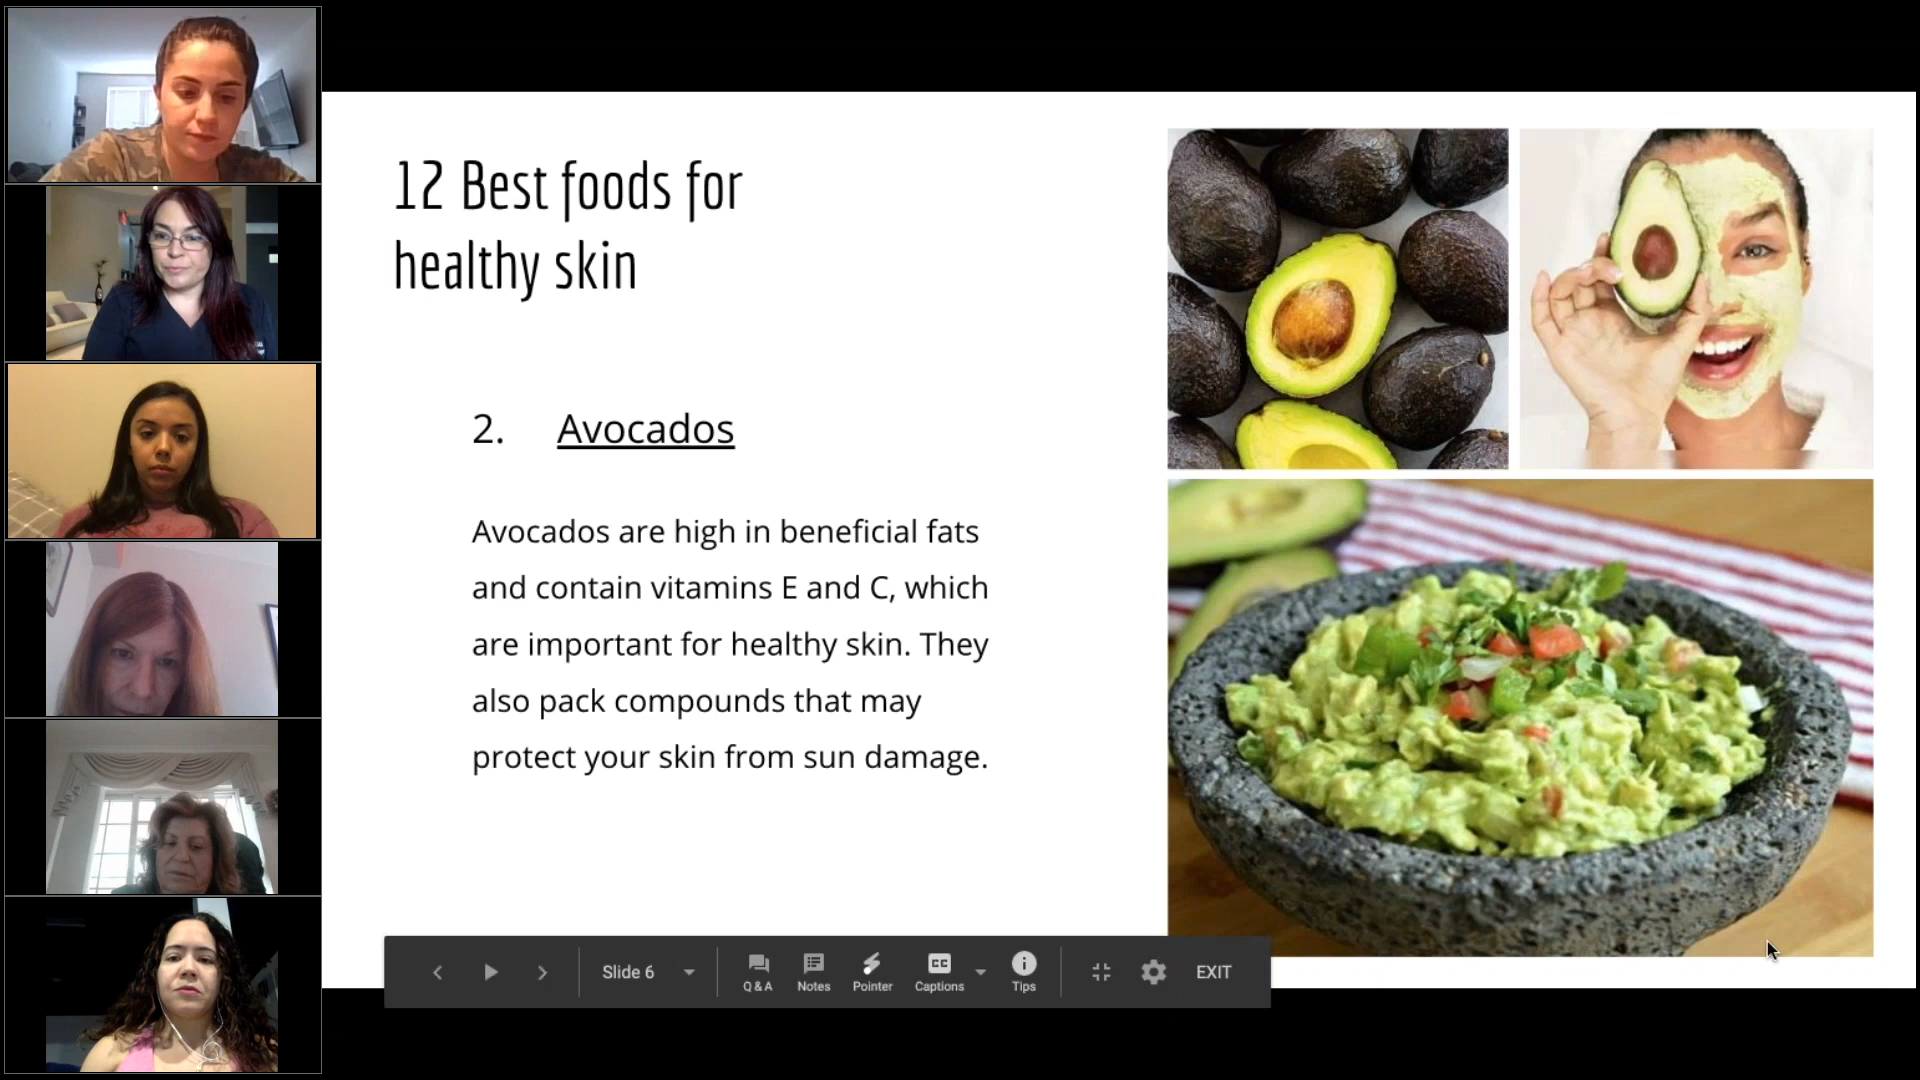 12 Best foods for
healthy skin
2. Avocados
Avocados are high in beneficial fats
and contain vitamins E and C, which
are important for healthy skin. They
also pack compounds that may
protect your skin from sun damage.
Slide 6
Q & A
Notes
Pointer
CC
Captions
Tips
EXIT